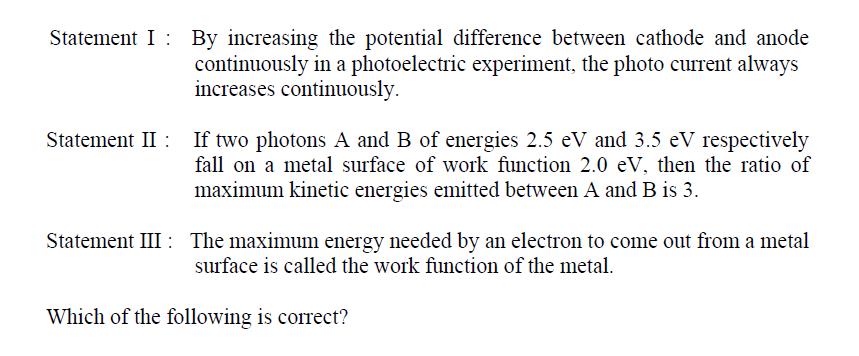 Statement I : By increasing the potential difference between cathode and anode
continuously in a photoelectric experiment, the photo current always
increases continuously.
Statement II : If two photons A and B of energies 2.5 eV and 3.5 eV respectively
fall on a metal surface of work function 2.0 eV, then the ratio of
maximum kinetic energies emitted between A and B is 3.
Statement III : The maximum energy needed by an electron to come out from a metal
surface is called the work function of the metal.
Which of the following is correct?